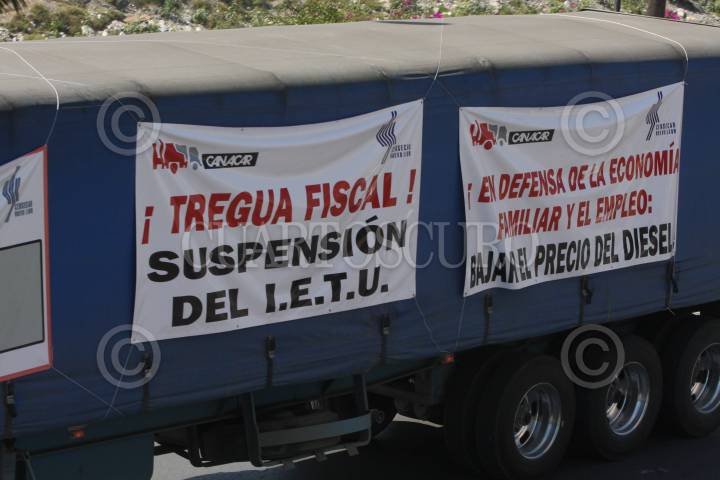 CANACAR
¡ TREGUA FISCAL !
SUSPENSIÓN
DEL I.E.T.U.
CANACAR
¡ EN DEFENSA DE LA ECONOMÍA
FAMILIAR Y EL EMPLEO:
BAJAR EL PRECIO DEL DIESEL
CUARTOSCURO